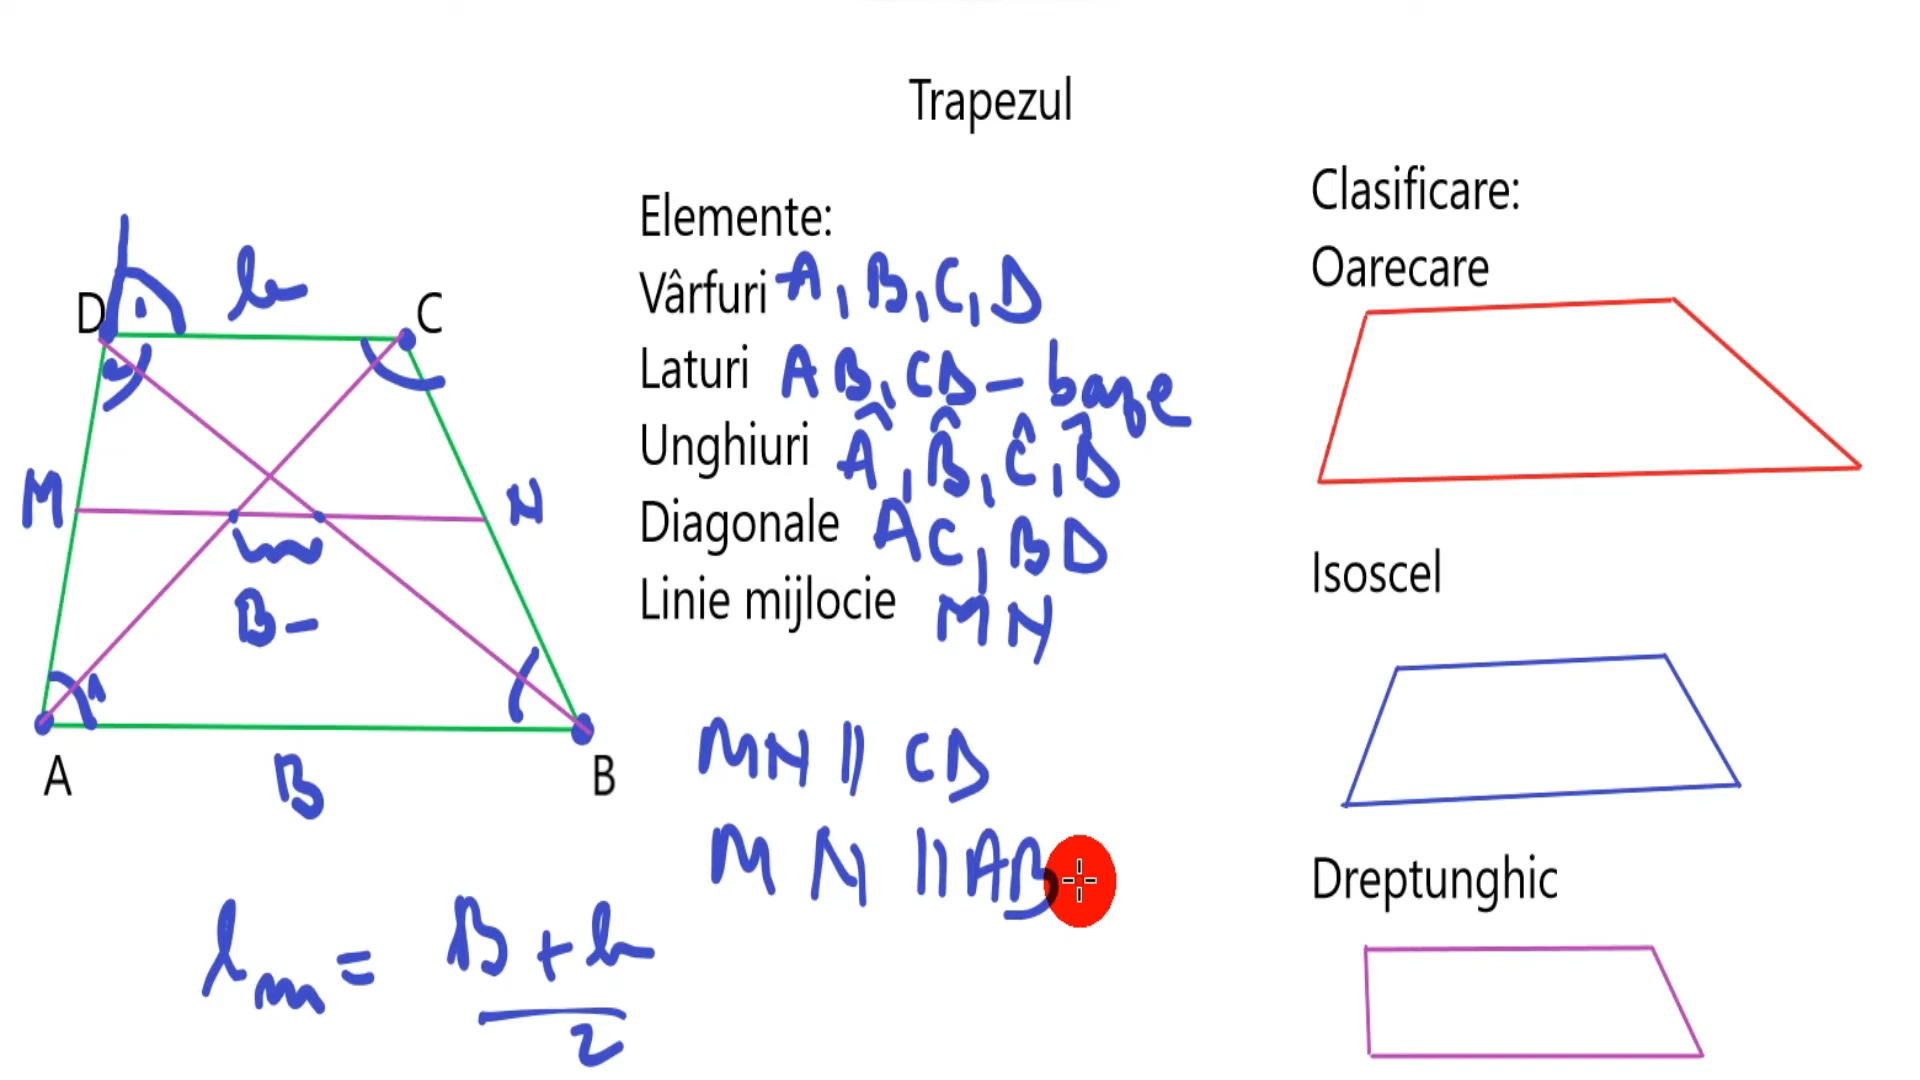 Trapezul
D
b
C
M
N
B-
A
B
B
lm = B + b
2
Elemente:
Vârfuri A, B, C, D
Laturi AB, CD - baze
Unghiuri Â, B̂, Ĉ, D̂
Diagonale AC, BD
Linie mijlocie MN
MN || CD
MN || AB
Clasificare:
Oarecare
Isoscel
Dreptunghic